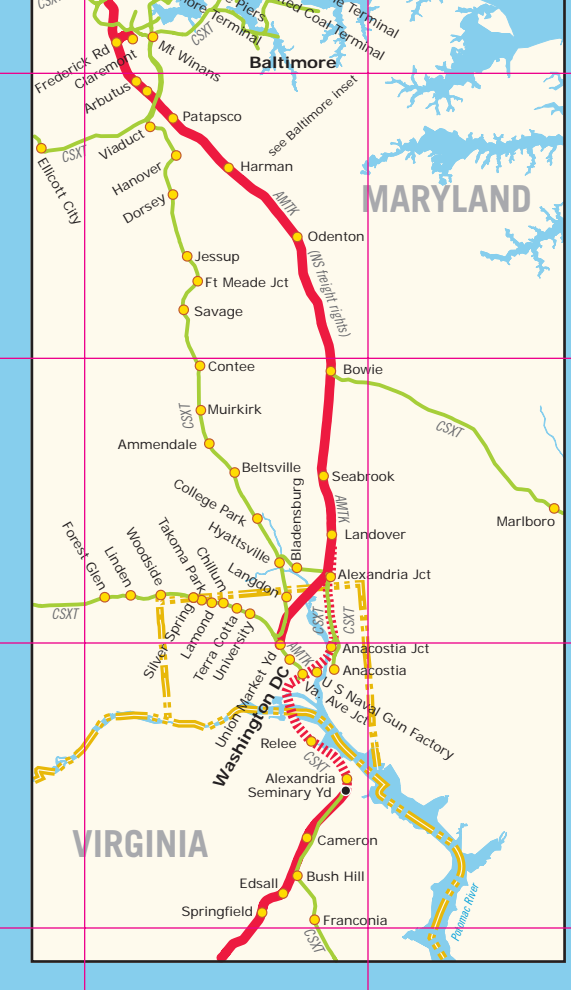 CSXT
more Terminal
e Piers
ted Coal Terminal
e Terminal
CSXT
Frederick Rd
Claremont
Mt Winans
Baltimore
Arbutus
Patapsco
see Baltimore inset
Viaduct
CSXT
Ellicott City
Hanover
Harman
Dorsey
AMTK
MARYLAND
Odenton
Jessup
(NS freight rights)
Ft Meade Jct
Savage
Contee
Bowie
CSXT
Muirkirk
CSXT
Ammendale
Beltsville
Seabrook
College Park
Bladensburg
AMTK
Marlboro
Hyattsville
Landover
Forest Glen
Linden
Woodside
Takoma Park
Chillum
Langdon
Alexandria Jct
CSXT
Silver Spring
Lamond
Terra Cotta
University
CSXT
CSXT
Union Market Yd
AMTK
Anacostia Jct
Anacostia
Washington DC
Va. Ave Jct
U S Naval Gun Factory
Relee
CSXT
Alexandria
Seminary Yd
VIRGINIA
Cameron
Edsall
Bush Hill
Springfield
Franconia
CSXT
Potomac River